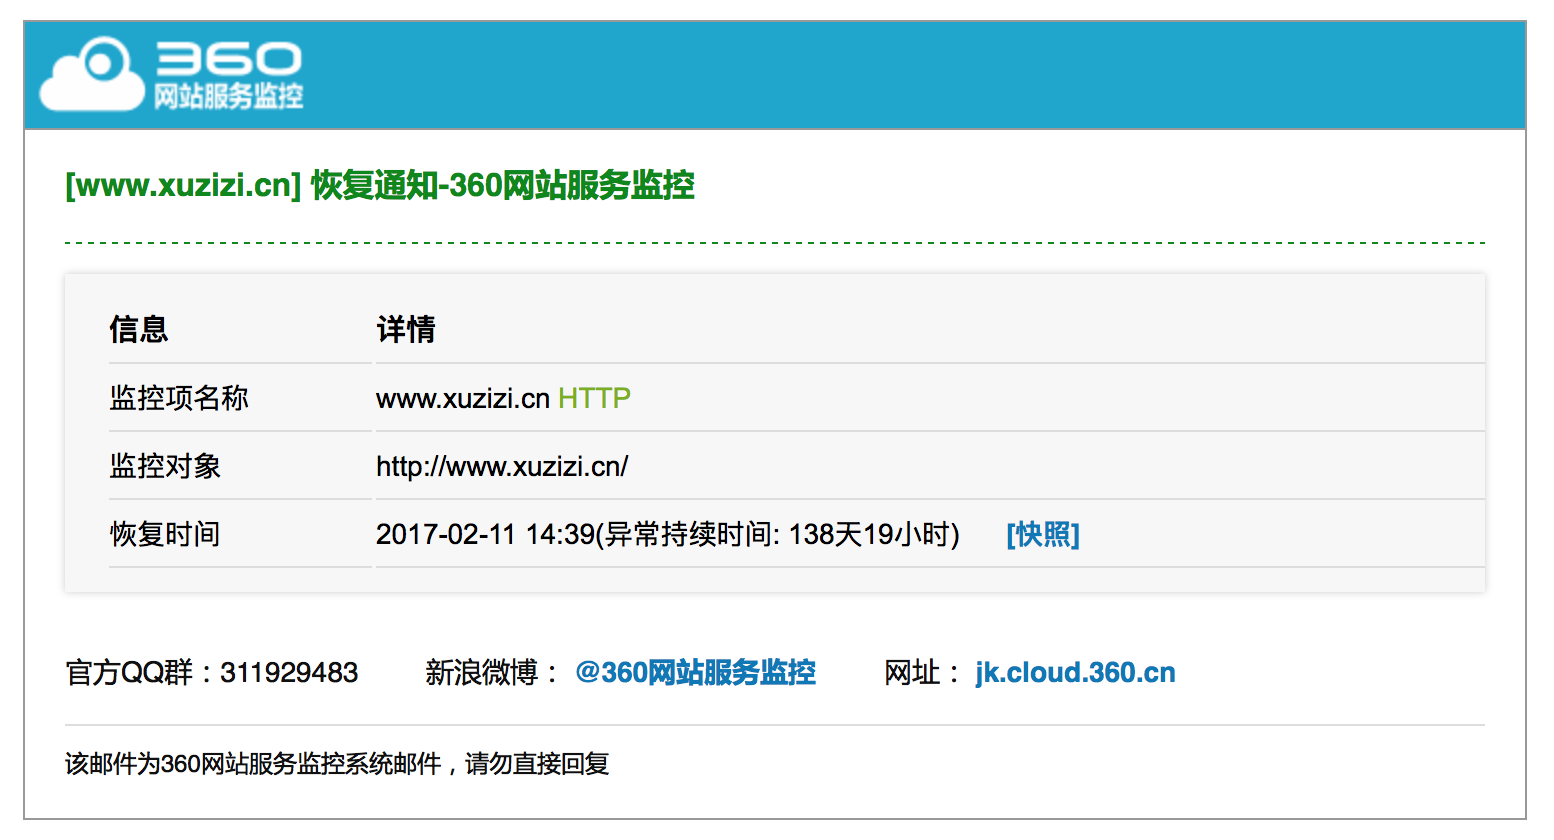 360
网站服务监控
[www.xuzizi.cn] 恢复通知-360网站服务监控
信息 详情
监控项名称 www.xuzizi.cn HTTP
监控对象 http://www.xuzizi.cn/
恢复时间 2017-02-11 14:39(异常持续时间: 138天19小时) [快照]
官方QQ群：311929483 新浪微博： @360网站服务监控 网址： jk.cloud.360.cn
该邮件为360网站服务监控系统邮件，请勿直接回复